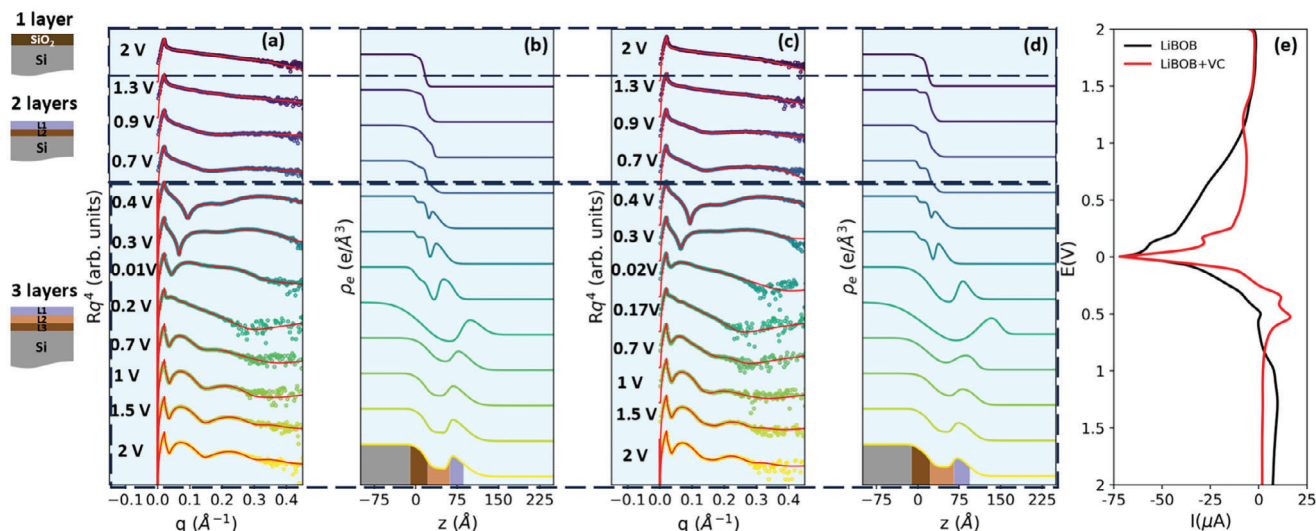 1 layer
SiO₂
Si
2 layers
L1
L2
Si
3 layers
L1
L2
L3
Si
(a)
2 V
1.3 V
0.9 V
0.7 V
0.4 V
0.3 V
0.01V
0.2 V
0.7 V
1 V
1.5 V
2 V
Rq⁴ (arb. units)
−0.1 0.0 0.1 0.2 0.3 0.4
q (Å⁻¹)
(b)
ρₑ (e/Å³)
−75 0 75 150 225
z (Å)
(c)
2 V
1.3 V
0.9 V
0.7 V
0.4 V
0.3 V
0.02V
0.17V
0.7 V
1 V
1.5 V
2 V
Rq⁴ (arb. units)
−0.1 0.0 0.1 0.2 0.3 0.4
q (Å⁻¹)
(d)
ρₑ (e/Å³)
−75 0 75 150 225
z (Å)
(e)
LiBOB
LiBOB+VC
2
1.5
1
0.5
0
0.5
1
1.5
2
E(V)
−75 −50 −25 0 25
I(μA)